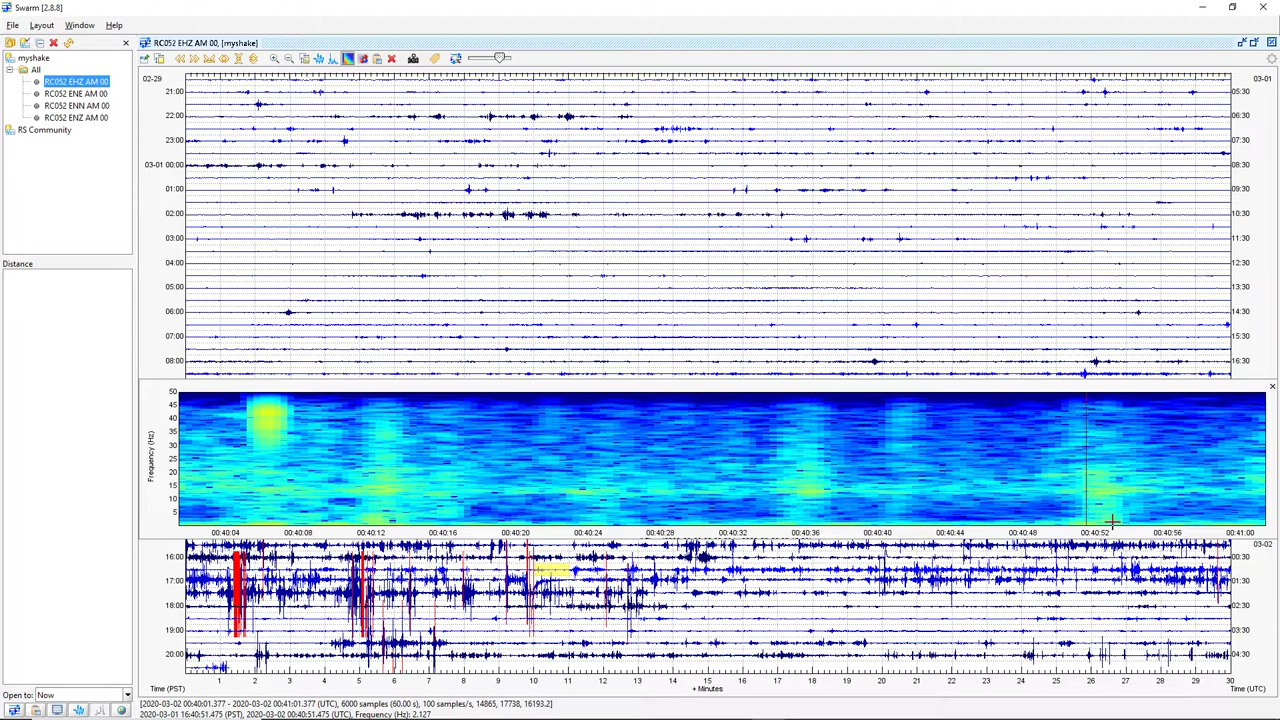 Swarm [2.8.8]
File Layout Window Help
RC052 EHZ AM 00, [myshake]
myshake
All
RC052 EHZ AM 00
RC052 ENE AM 00
RC052 ENN AM 00
RC052 ENZ AM 00
RS Community
Distance
02-29 03-01
21:00 05:30
22:00 06:30
23:00 07:30
03-01 00:00 08:30
01:00 09:30
02:00 10:30
03:00 11:30
04:00 12:30
05:00 13:30
06:00 14:30
07:00 15:30
08:00 16:30
50
45
40
35
30
25
20
15
10
5
Frequency (Hz)
00:40:04 00:40:08 00:40:12 00:40:16 00:40:20 00:40:24 00:40:28 00:40:32 00:40:36 00:40:40 00:40:44 00:40:48 00:40:52 00:40:56 00:41:00
03-02
16:00 00:30
17:00 01:30
18:00 02:30
19:00 03:30
20:00 04:30
1 2 3 4 5 6 7 8 9 10 11 12 13 14 15 16 17 18 19 20 21 22 23 24 25 26 27 28 29 30
Time (PST) + Minutes Time (UTC)
Open to: Now
[2020-03-02 00:40:01.377 - 2020-03-02 00:41:01.377 (UTC), 6000 samples (60.00 s), 100 samples/s, 14865, 17738, 16193.2]
2020-03-01 16:40:51.475 (PST), 2020-03-02 00:40:51.475 (UTC), Frequency (Hz): 2.127